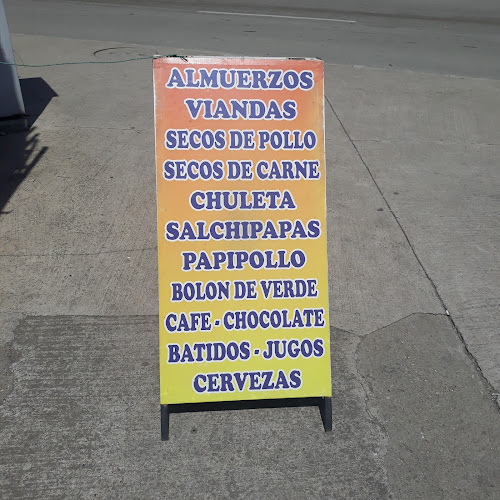 ALMUERZOS
VIANDAS
SECOS DE POLLO
SECOS DE CARNE
CHULETA
SALCHIPAPAS
PAPIPOLLO
BOLON DE VERDE
CAFE - CHOCOLATE
BATIDOS - JUGOS
CERVEZAS